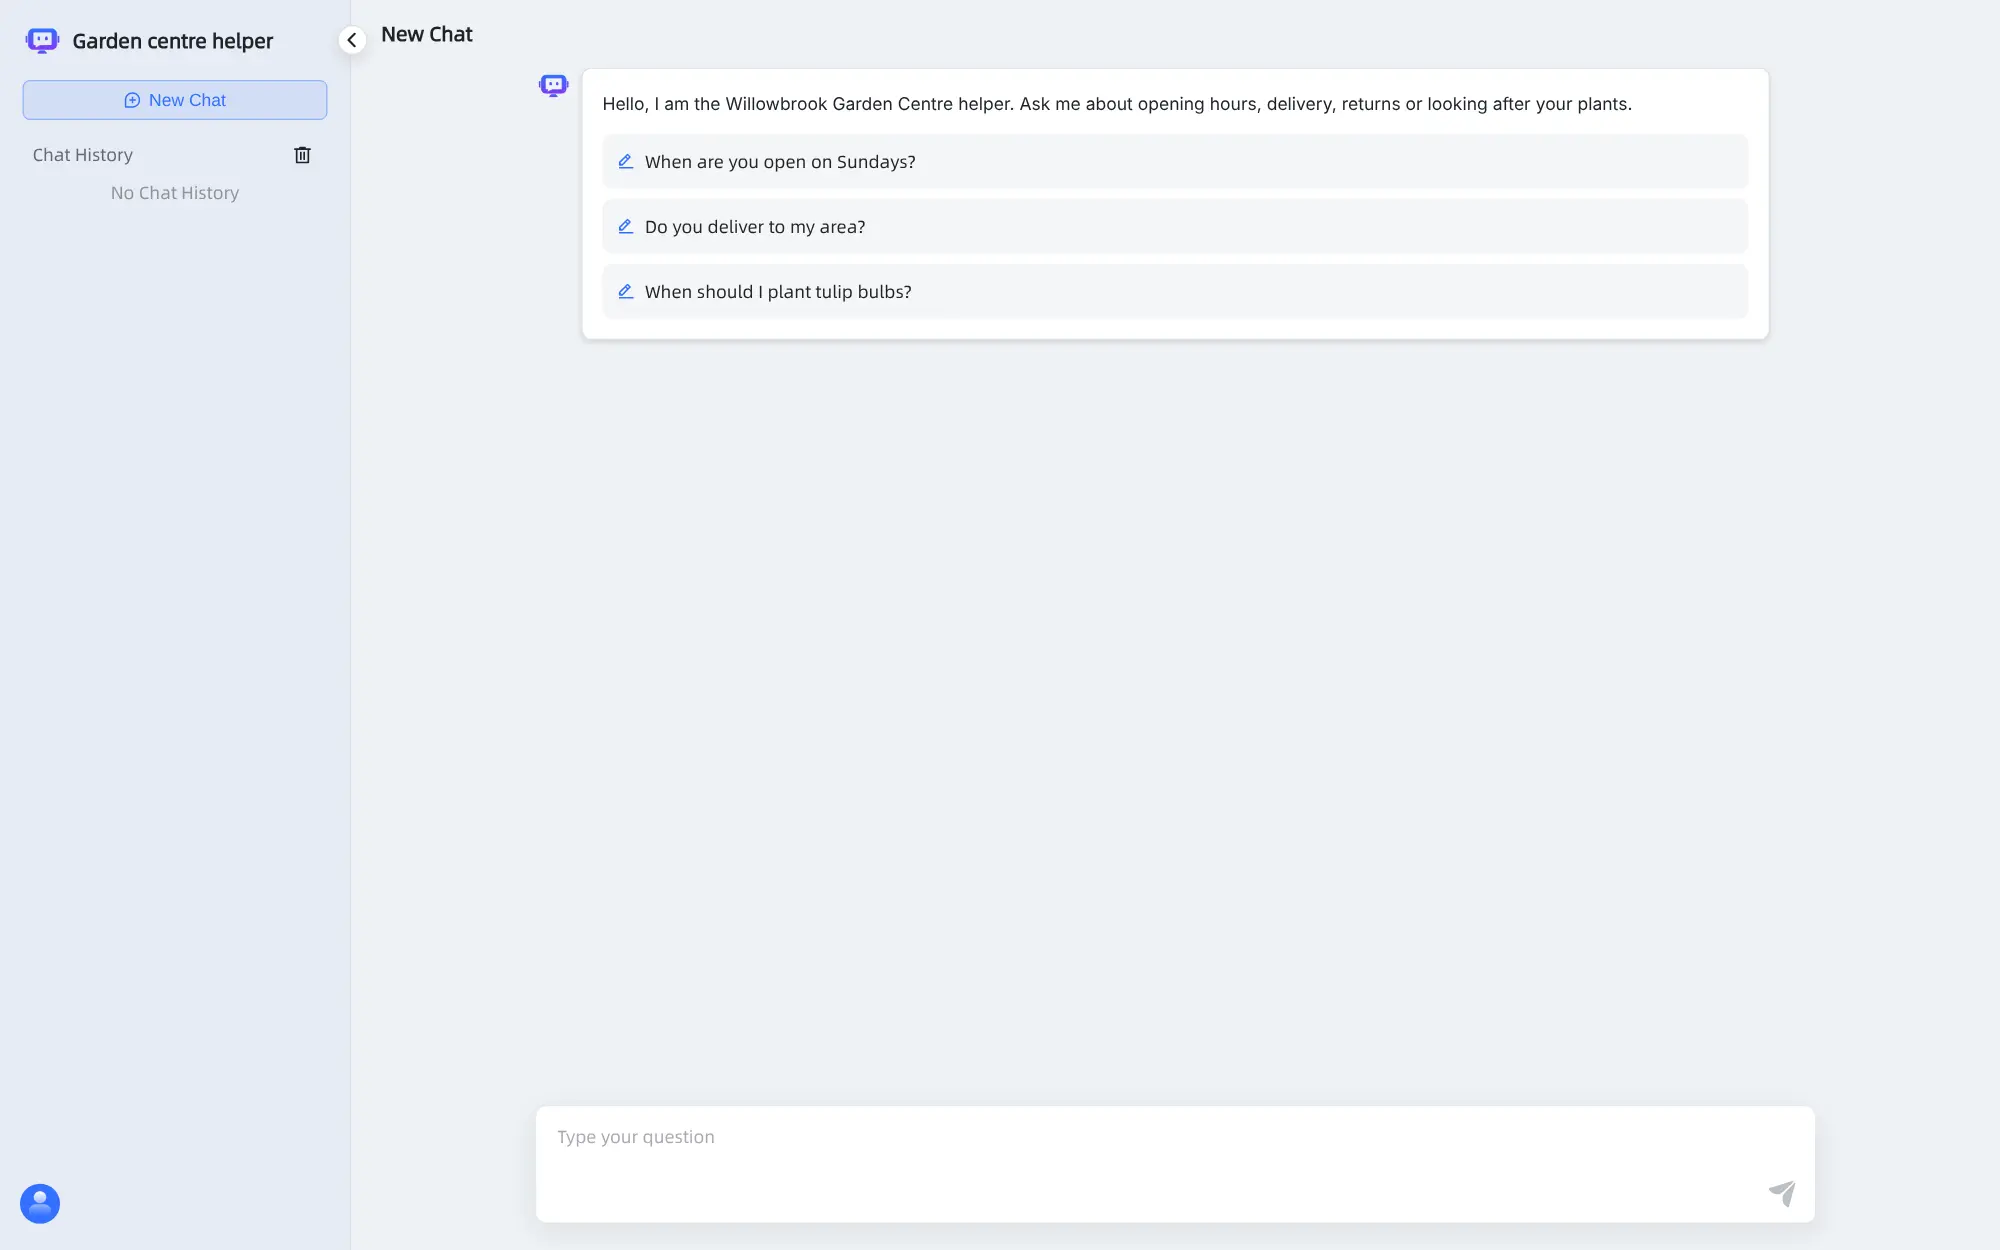 Garden centre helper
New Chat
Chat History
No Chat History
New Chat
Hello, I am the Willowbrook Garden Centre helper. Ask me about opening hours, delivery, returns or looking after your plants.
When are you open on Sundays?
Do you deliver to my area?
When should I plant tulip bulbs?
Type your question